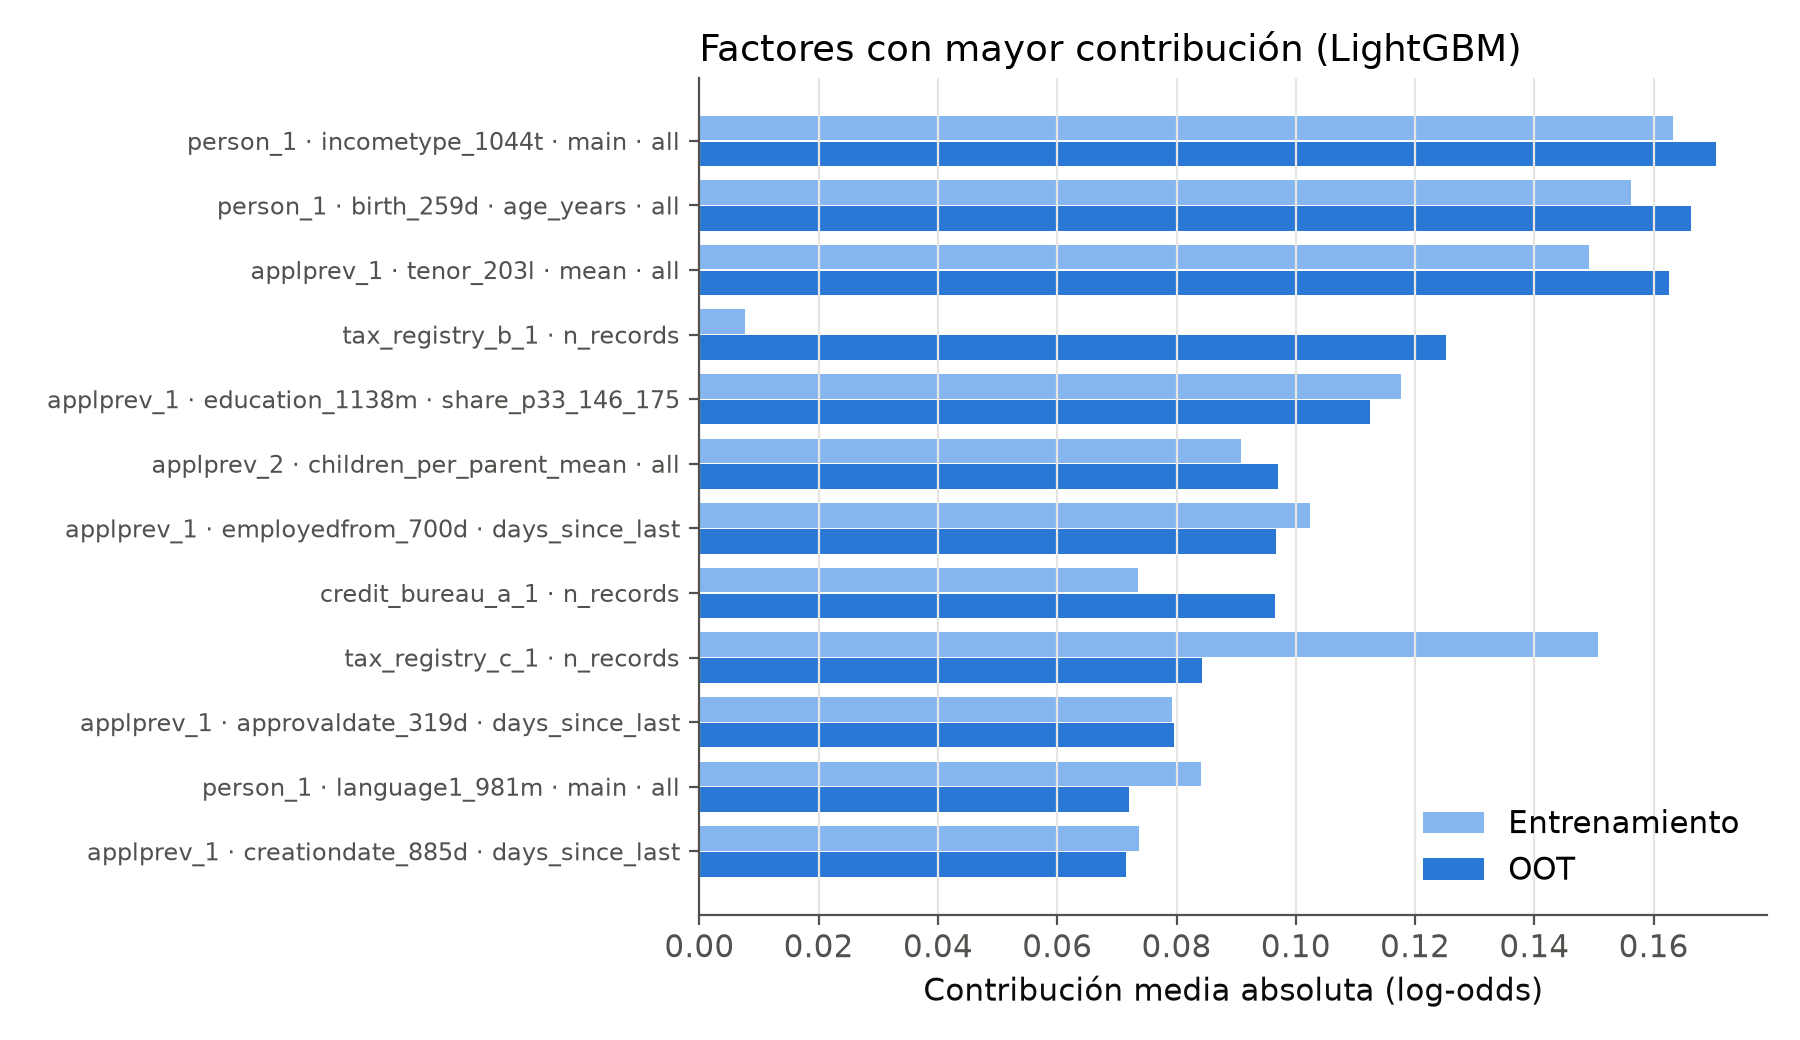 Factores con mayor contribución (LightGBM)
person_1 · incometype_1044t · main · all
person_1 · birth_259d · age_years · all
applprev_1 · tenor_203l · mean · all
tax_registry_b_1 · n_records
applprev_1 · education_1138m · share_p33_146_175
applprev_2 · children_per_parent_mean · all
applprev_1 · employedfrom_700d · days_since_last
credit_bureau_a_1 · n_records
tax_registry_c_1 · n_records
applprev_1 · approvaldate_319d · days_since_last
person_1 · language1_981m · main · all
applprev_1 · creationdate_885d · days_since_last
Entrenamiento
OOT
0.00 0.02 0.04 0.06 0.08 0.10 0.12 0.14 0.16
Contribución media absoluta (log-odds)